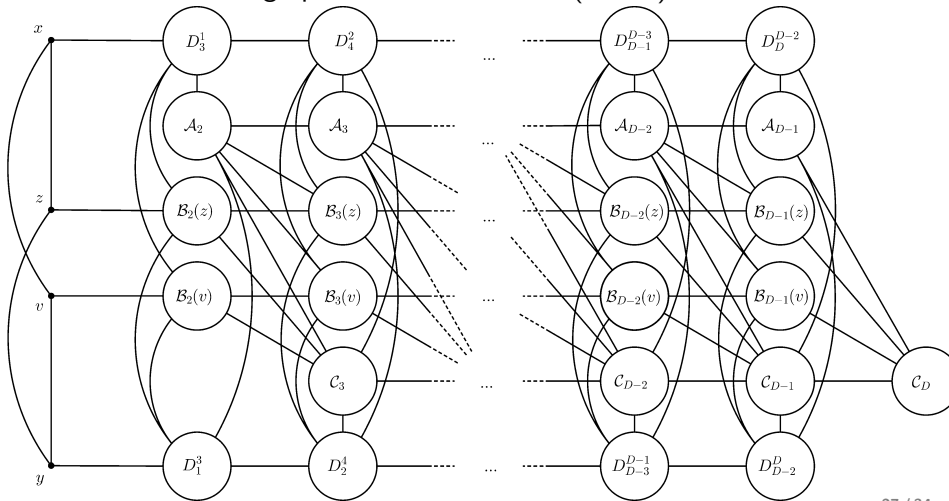 x D_3^1 D_4^2 ... D_{D-1}^{D-3} D_D^{D-2}
𝒜_2 𝒜_3 ... 𝒜_{D-2} 𝒜_{D-1}
z ℬ_2(z) ℬ_3(z) ... ℬ_{D-2}(z) ℬ_{D-1}(z)
v ℬ_2(v) ℬ_3(v) ... ℬ_{D-2}(v) ℬ_{D-1}(v)
𝒞_3 ... 𝒞_{D-2} 𝒞_{D-1} 𝒞_D
y D_1^3 D_2^4 ... D_{D-3}^{D-1} D_{D-2}^D